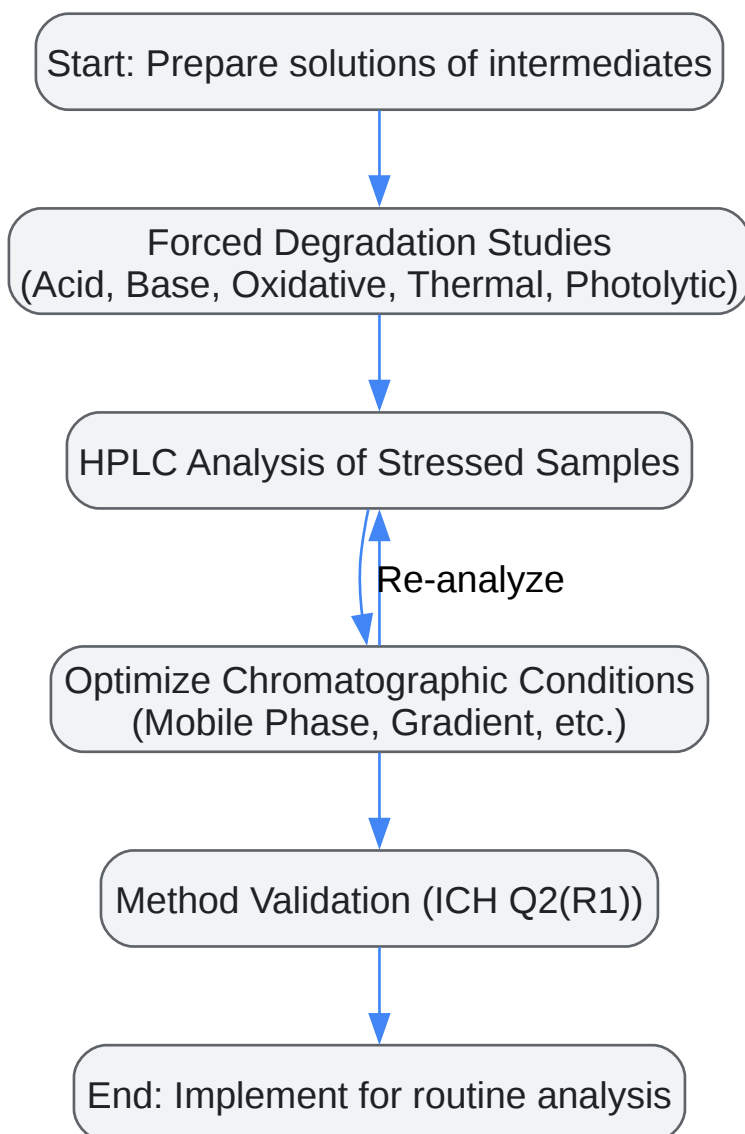 Start: Prepare solutions of intermediates
Forced Degradation Studies
(Acid, Base, Oxidative, Thermal, Photolytic)
HPLC Analysis of Stressed Samples
Re-analyze
Optimize Chromatographic Conditions
(Mobile Phase, Gradient, etc.)
Method Validation (ICH Q2(R1))
End: Implement for routine analysis